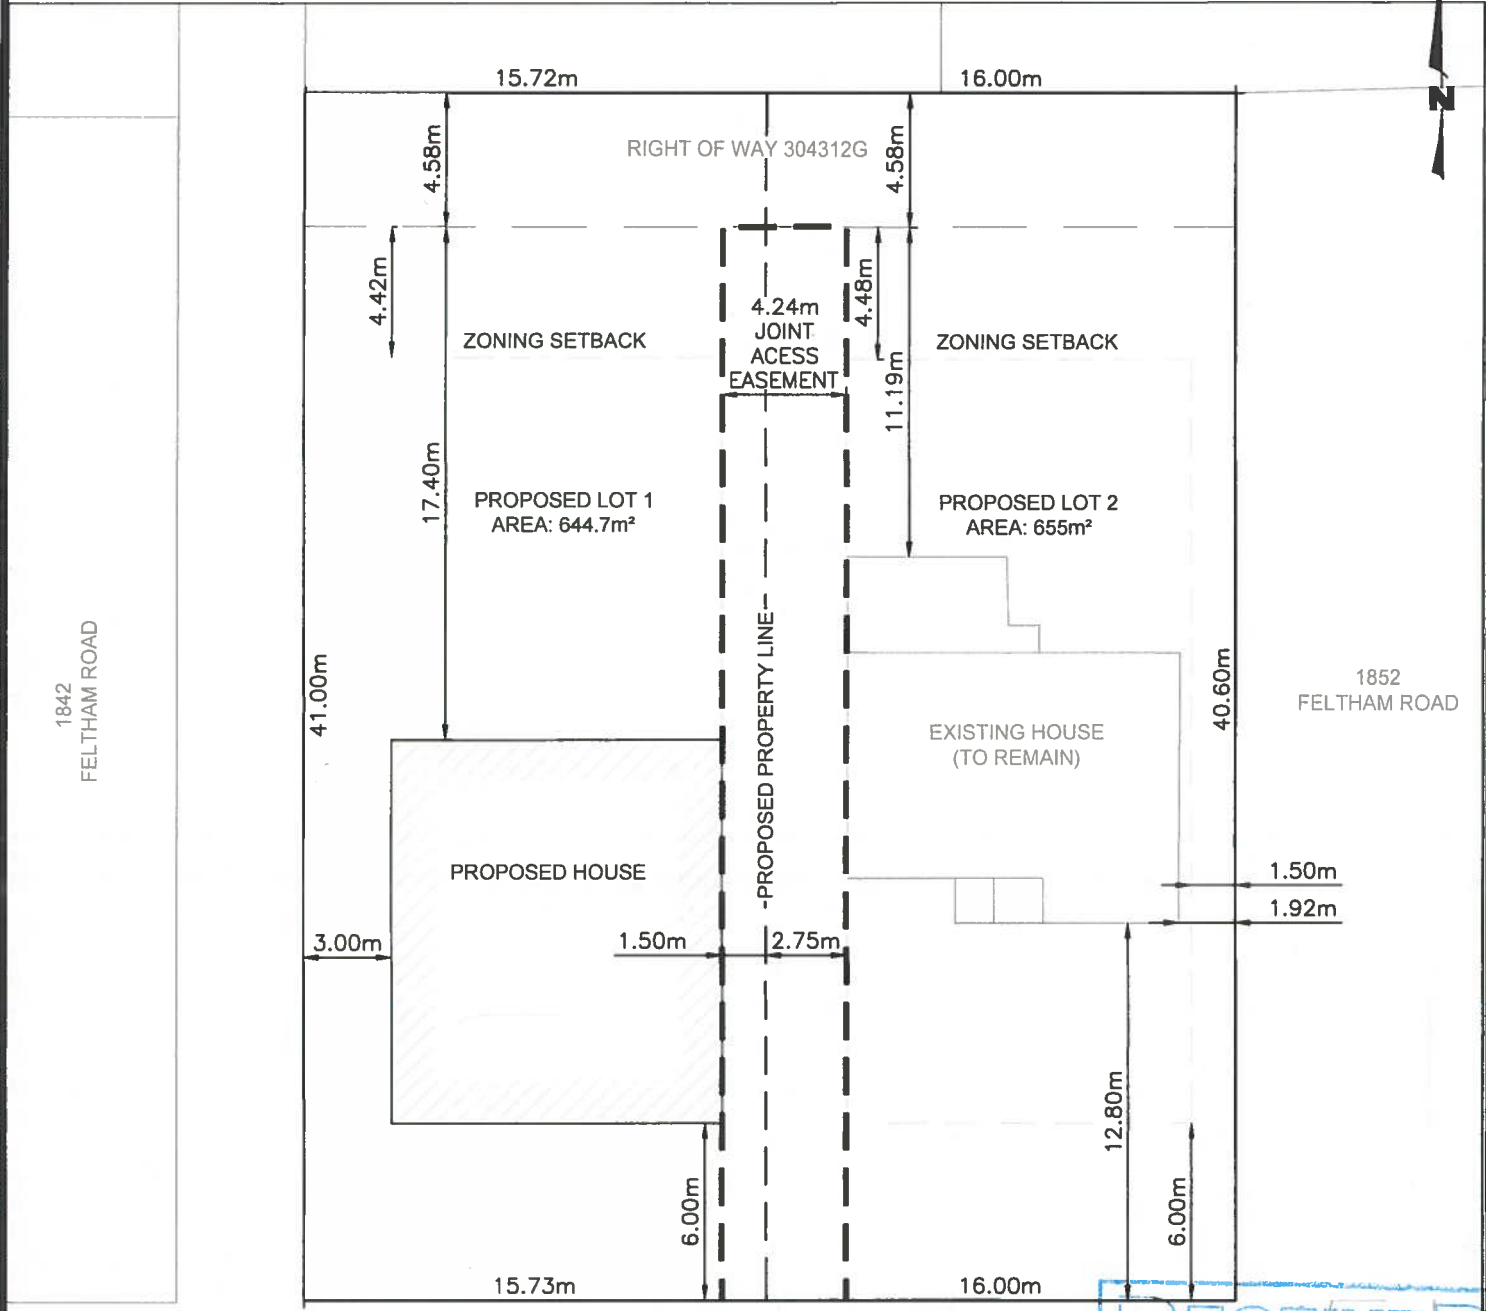 15.72m
16.00m
N
4.58m
RIGHT OF WAY 304312G
4.58m
4.42m
4.48m
ZONING SETBACK
4.24m
JOINT
ACESS
EASEMENT
ZONING SETBACK
11.19m
17.40m
PROPOSED LOT 1
AREA: 644.7m²
PROPOSED LOT 2
AREA: 655m²
1842
FELTHAM ROAD
41.00m
PROPOSED PROPERTY LINE
40.60m
1852
FELTHAM ROAD
EXISTING HOUSE
(TO REMAIN)
PROPOSED HOUSE
1.50m
1.92m
3.00m
1.50m
2.75m
12.80m
6.00m
6.00m
15.73m
16.00m